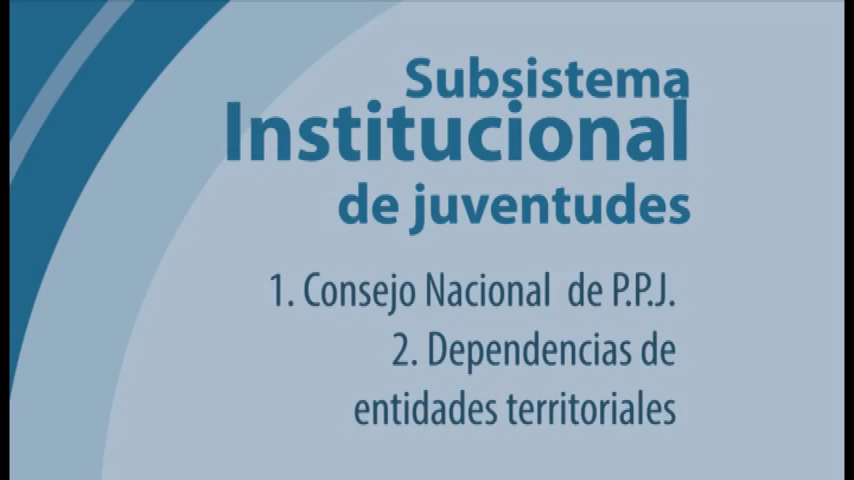 Subsistema
Institucional
de juventudes
1. Consejo Nacional de P.P.J.
2. Dependencias de
entidades territoriales